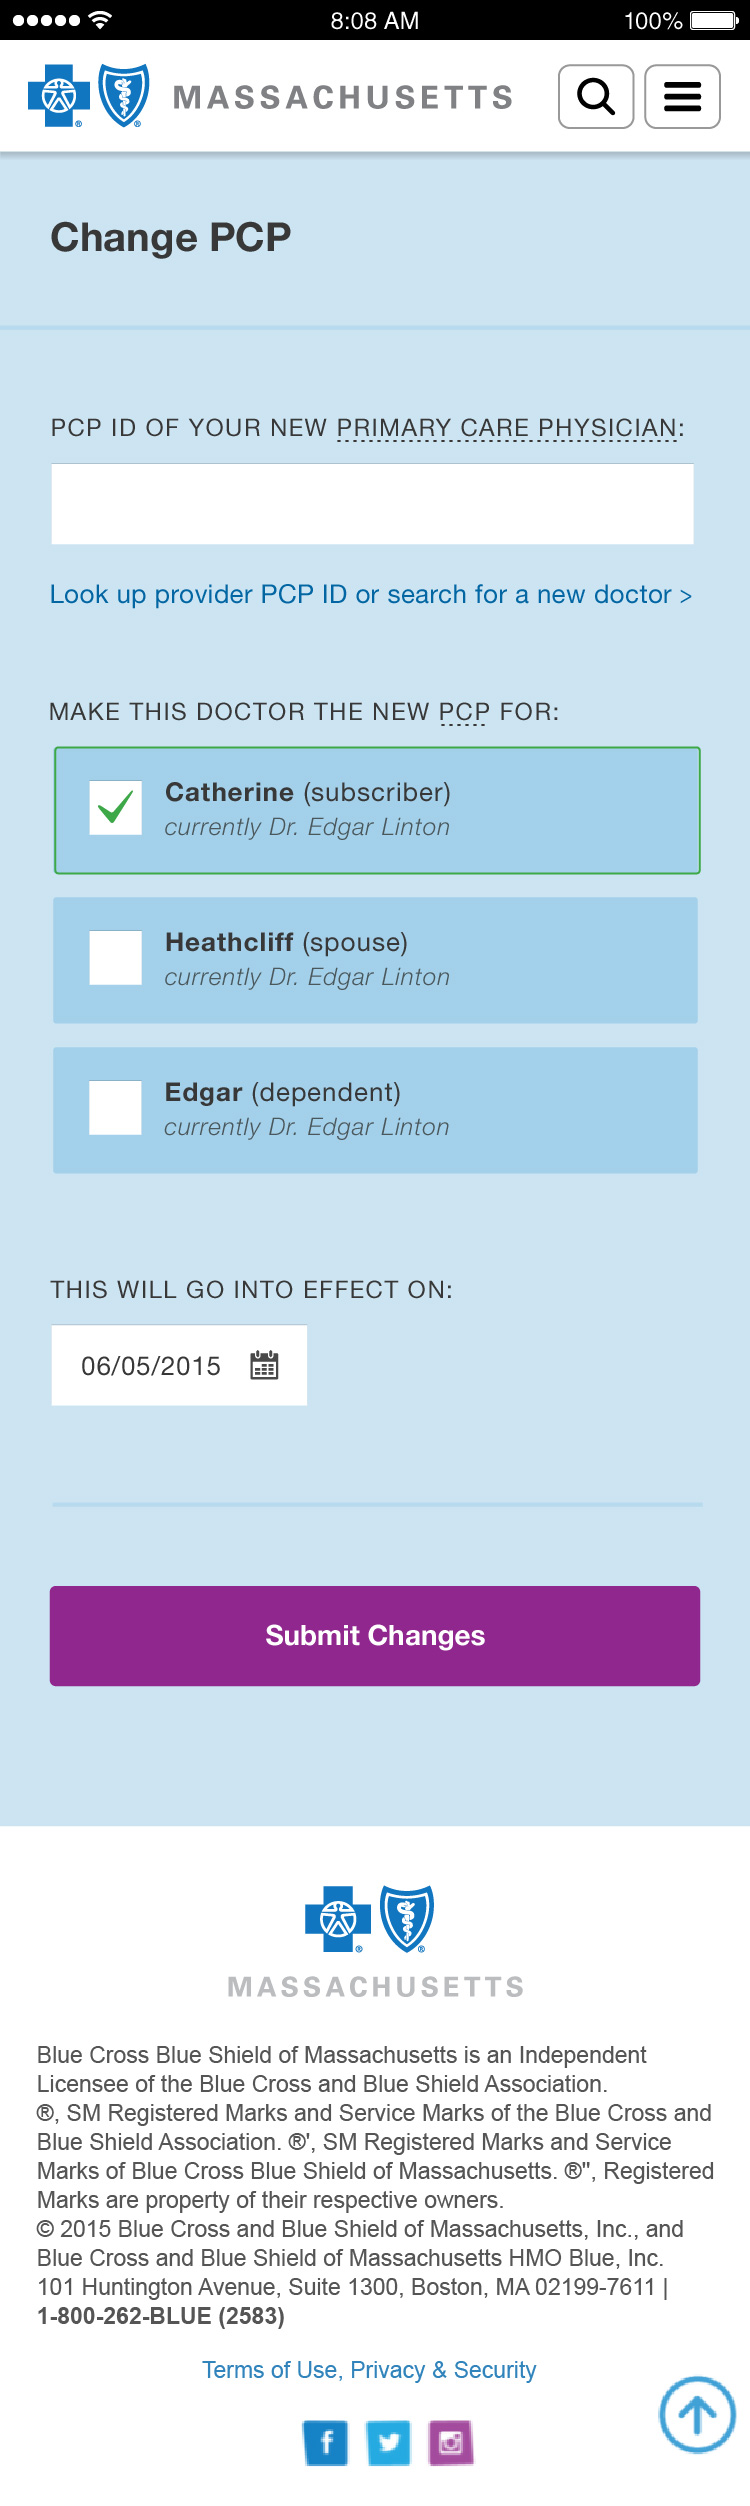 8:08 AM
100%
MASSACHUSETTS
Change PCP
PCP ID OF YOUR NEW PRIMARY CARE PHYSICIAN:
Look up provider PCP ID or search for a new doctor >
MAKE THIS DOCTOR THE NEW PCP FOR:
Catherine (subscriber)
currently Dr. Edgar Linton
Heathcliff (spouse)
currently Dr. Edgar Linton
Edgar (dependent)
currently Dr. Edgar Linton
THIS WILL GO INTO EFFECT ON:
06/05/2015
Submit Changes
MASSACHUSETTS
Blue Cross Blue Shield of Massachusetts is an Independent
Licensee of the Blue Cross and Blue Shield Association.
®, SM Registered Marks and Service Marks of the Blue Cross and
Blue Shield Association. ®', SM Registered Marks and Service
Marks of Blue Cross Blue Shield of Massachusetts. ®", Registered
Marks are property of their respective owners.
© 2015 Blue Cross and Blue Shield of Massachusetts, Inc., and
Blue Cross and Blue Shield of Massachusetts HMO Blue, Inc.
101 Huntington Avenue, Suite 1300, Boston, MA 02199-7611 |
1-800-262-BLUE (2583)
Terms of Use, Privacy & Security